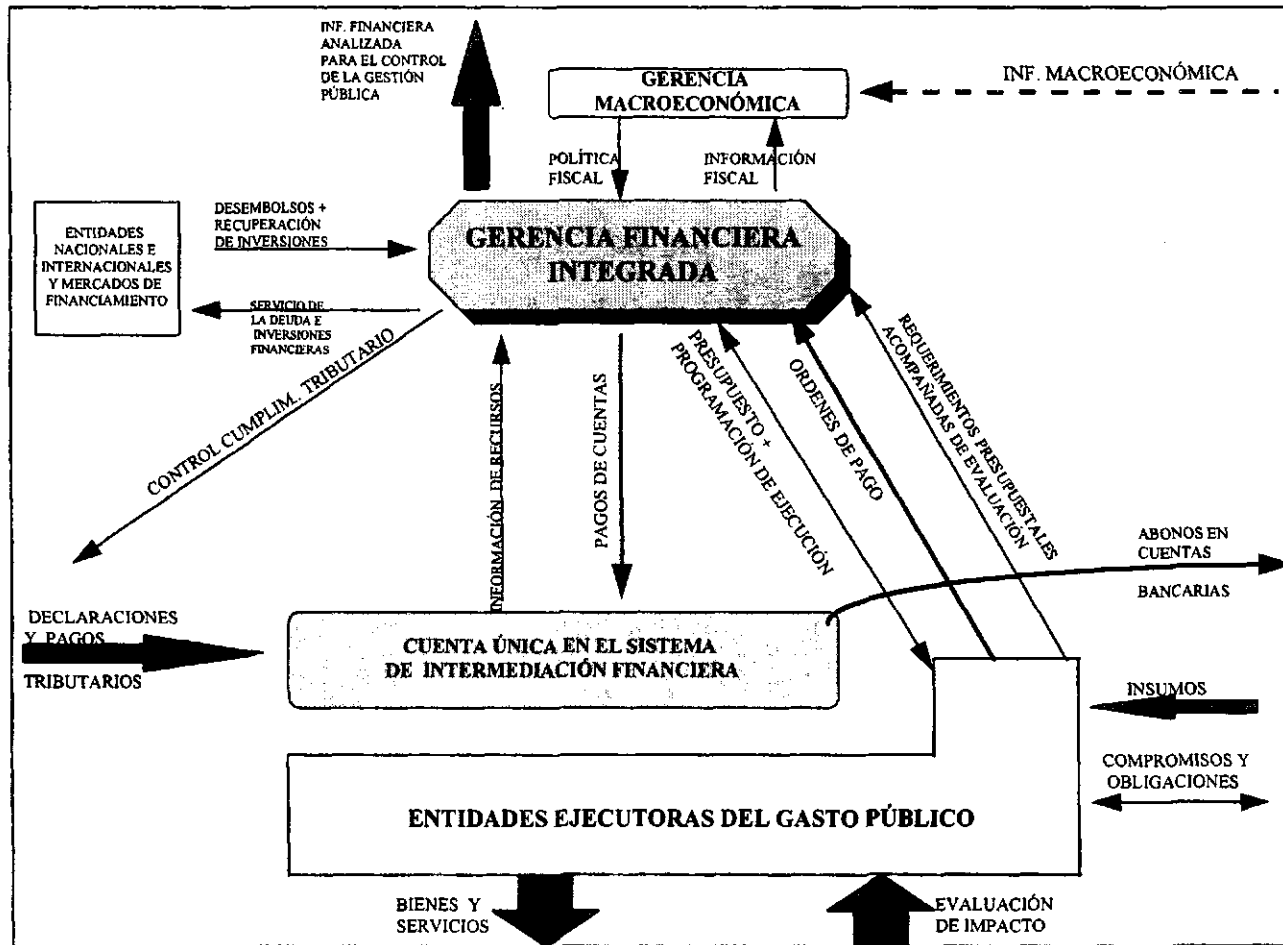 INF. FINANCIERA
ANALIZADA
PARA EL CONTROL
DE LA GESTIÓN
PÚBLICA
GERENCIA
MACROECONÓMICA
INF. MACROECONÓMICA
POLÍTICA
FISCAL
INFORMACIÓN
FISCAL
ENTIDADES
NACIONALES E
INTERNACIONALES
Y MERCADOS DE
FINANCIAMIENTO
DESEMBOLSOS +
RECUPERACIÓN
DE INVERSIONES
GERENCIA FINANCIERA
INTEGRADA
SERVICIO DE
LA DEUDA E
INVERSIONES
FINANCIERAS
CONTROL CUMPLIM. TRIBUTARIO
INFORMACIÓN DE RECURSOS
PAGOS DE CUENTAS
PRESUPUESTO +
PROGRAMACIÓN DE EJECUCIÓN
ORDENES DE PAGO
REQUERIMIENTOS PRESUPUESTALES
ACOMPAÑADAS DE EVALUACIÓN
ABONOS EN
CUENTAS
BANCARIAS
DECLARACIONES
Y PAGOS
TRIBUTARIOS
CUENTA ÚNICA EN EL SISTEMA
DE INTERMEDIACIÓN FINANCIERA
INSUMOS
COMPROMISOS Y
OBLIGACIONES
ENTIDADES EJECUTORAS DEL GASTO PÚBLICO
BIENES Y
SERVICIOS
EVALUACIÓN
DE IMPACTO